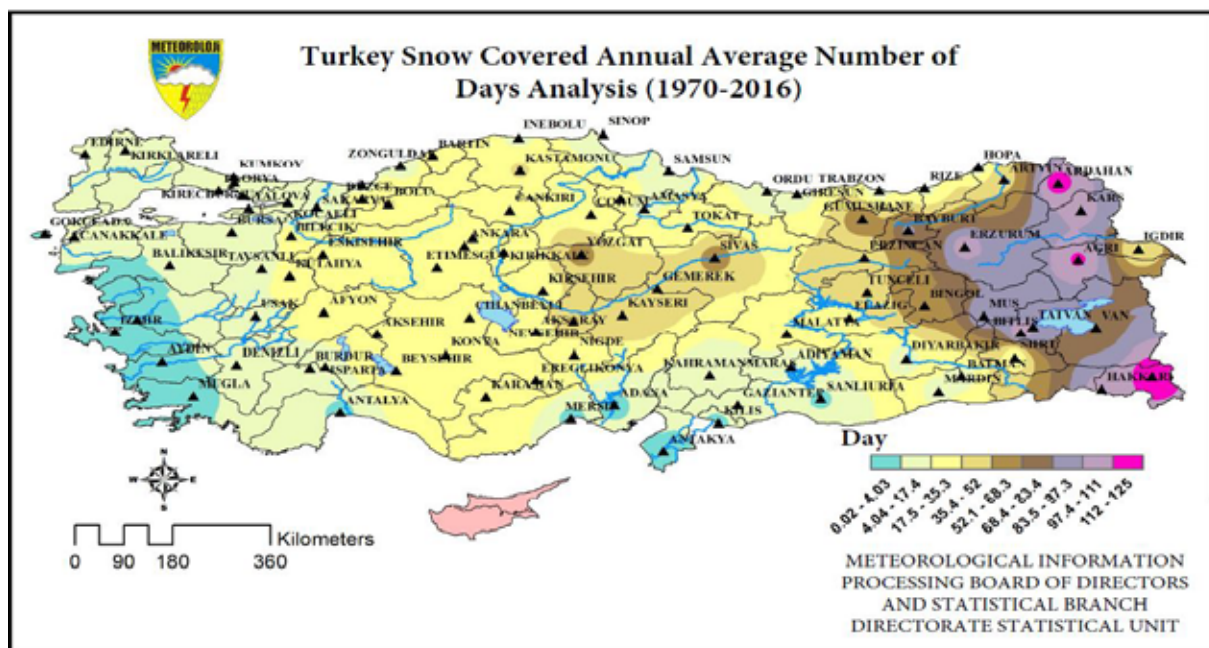 METEOROLOJI
Turkey Snow Covered Annual Average Number of
Days Analysis (1970-2016)
INEBOLU
SINOP
EDIRNE
KIRKLARELI
BARTIN
ZONGULDAK
KASTAMONU
SAMSUN
HOPA
KUMKOY
ORDU
TRABZON
RIZE
ARTVIN
ARDAHAN
BOLU
CANKIRI
CORUM
AMASYA
GIRESUN
GUMUSHANE
KARS
YALOVA
KOCAELI
SAKARYA
GOKCEADA
CANAKKALE
BURSA
BILECIK
TOKAT
BAYBURT
ESKISEHIR
ANKARA
YOZGAT
SIVAS
ERZINCAN
ERZURUM
IGDIR
BALIKESIR
TAVSANLI
KUTAHYA
ETIMESGU
KIRIKKAL
AGRI
KIRSEHIR
GEMEREK
TUNCELI
USAK
AFYON
CIHANBEYLI
KAYSERI
ELAZIG
BINGOL
MUS
TATVAN
VAN
IZMIR
AKSEHIR
AKSARAY
NEVSEHIR
MALATYA
BITLIS
SIIRT
AYDIN
DENIZLI
BURDUR
ISPARTA
BEYSEHIR
KONYA
NIGDE
EREGLIKONYA
KAHRAMANMARAS
ADIYAMAN
DIYARBAKIR
BATMA
MARDIN
HAKKARI
MUGLA
ANTALYA
KARAMAN
MERSI
ADANA
GAZIANTEP
SANLIURFA
KILIS
ANTAKYA
Day
0.02 - 4.03
4.04 - 17.4
17.5 - 35.3
35.4 - 52
52.1 - 68.3
68.4 - 83.4
83.5 - 97.3
97.4 - 111
112 - 125
N
W
E
S
Kilometers
0 90 180 360
METEOROLOGICAL INFORMATION
PROCESSING BOARD OF DIRECTORS
AND STATISTICAL BRANCH
DIRECTORATE STATISTICAL UNIT